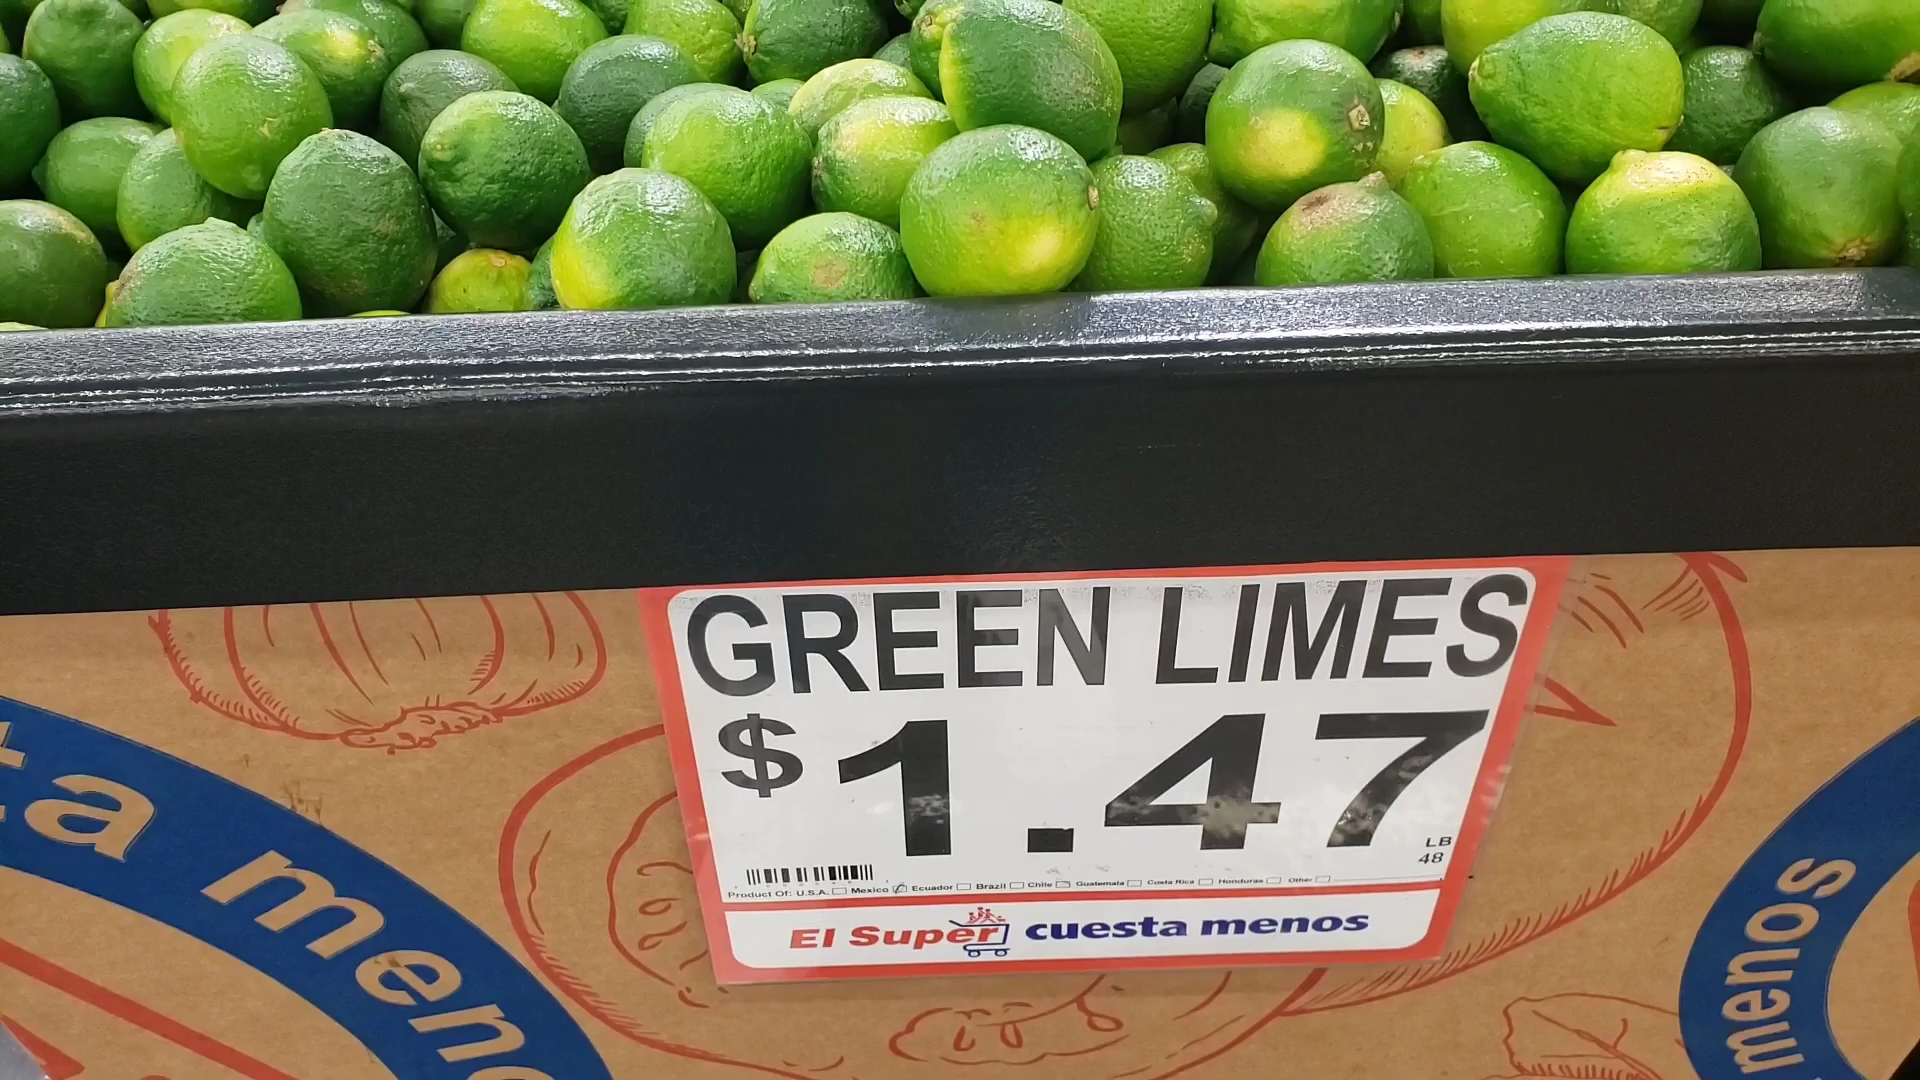 GREEN LIMES
$1.47
LB
48
Product Of: U.S.A. Mexico Ecuador Brazil Chile Guatemala Costa Rica Honduras Other
El Super cuesta menos
ta meno
menos